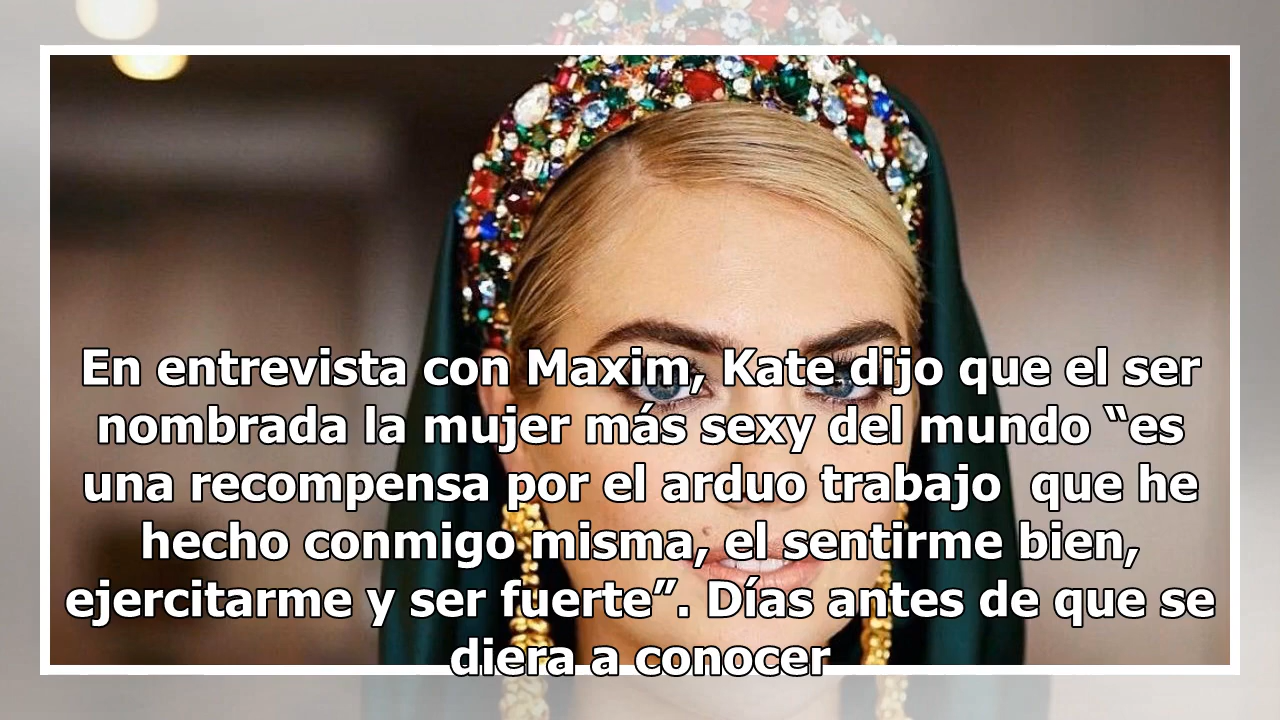 En entrevista con Maxim, Kate dijo que el ser
nombrada la mujer más sexy del mundo “es
una recompensa por el arduo trabajo  que he
hecho conmigo misma, el sentirme bien,
ejercitarme y ser fuerte”. Días antes de que se
diera a conocer